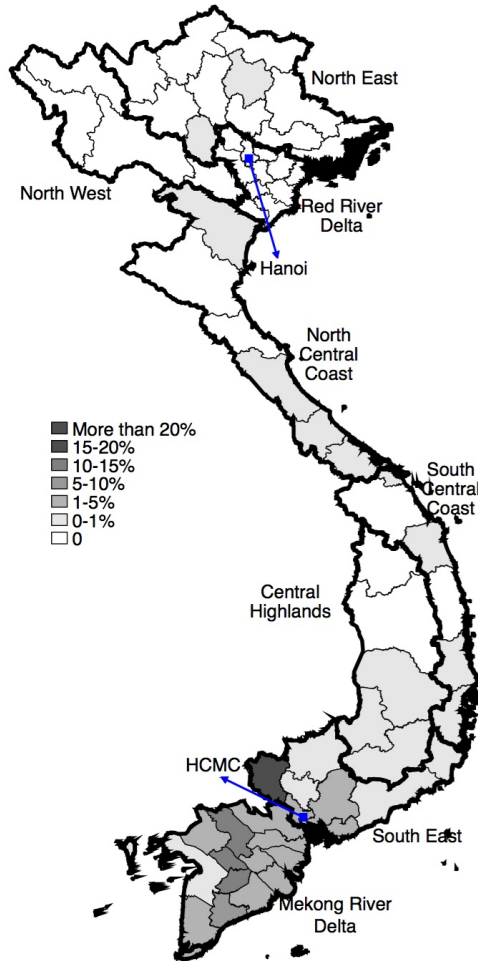 North East
North West
Red River
Delta
Hanoi
North
Central
Coast
More than 20%
15-20%
10-15%
5-10%
1-5%
0-1%
0
South
Central
Coast
Central
Highlands
HCMC
South East
Mekong River
Delta